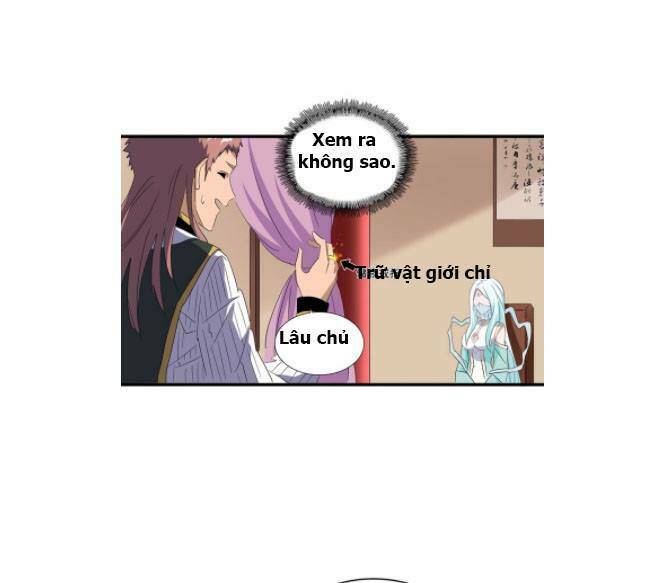 Xem ra
không sao.
Trữ vật giới chỉ
Lâu chủ